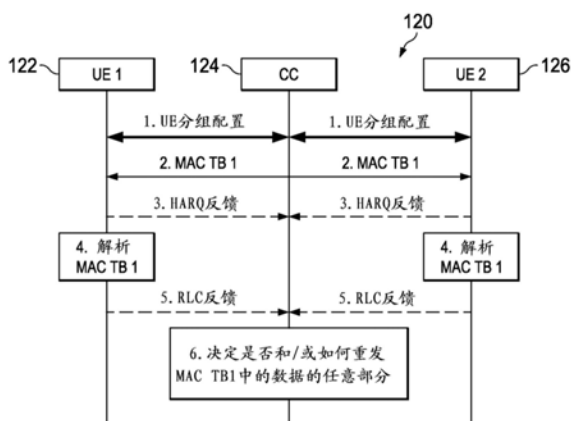 120
122
UE 1
124
CC
UE 2
126
1. UE分组配置
1. UE分组配置
2. MAC TB 1
2. MAC TB 1
3. HARQ反馈
3. HARQ反馈
4. 解析
MAC TB 1
4. 解析
MAC TB 1
5. RLC反馈
5. RLC反馈
6. 决定是否和/或如何重发
MAC TB1中的数据的任意部分